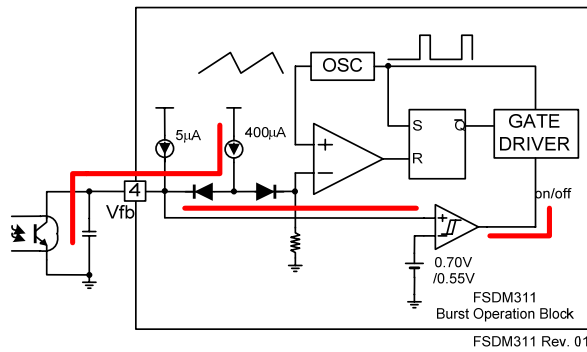 OSC
5μA
400μA
+
−
S
R
Q̅
GATE
DRIVER
4
Vfb
on/off
+
−
0.70V
/0.55V
FSDM311
Burst Operation Block
FSDM311 Rev. 01